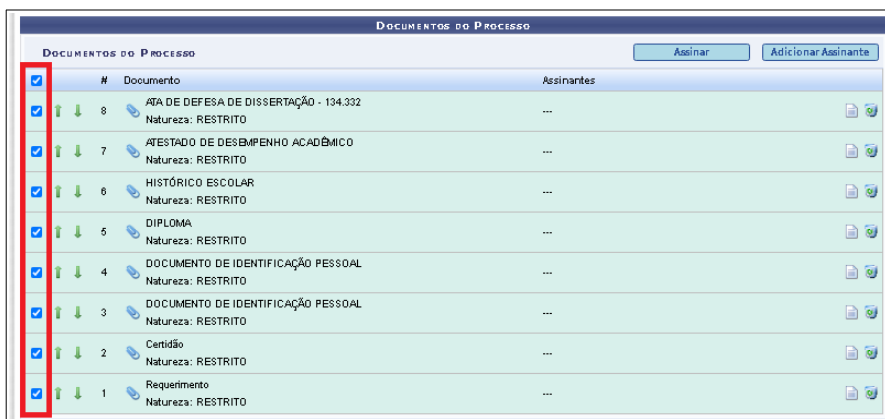 DOCUMENTOS DO PROCESSO
DOCUMENTOS DO PROCESSO Assinar Adicionar Assinante
# Documento Assinantes
8 ATA DE DEFESA DE DISSERTAÇÃO - 134.332 ---
Natureza: RESTRITO
7 ATESTADO DE DESEMPENHO ACADÊMICO ---
Natureza: RESTRITO
6 HISTÓRICO ESCOLAR ---
Natureza: RESTRITO
5 DIPLOMA ---
Natureza: RESTRITO
4 DOCUMENTO DE IDENTIFICAÇÃO PESSOAL ---
Natureza: RESTRITO
3 DOCUMENTO DE IDENTIFICAÇÃO PESSOAL ---
Natureza: RESTRITO
2 Certidão ---
Natureza: RESTRITO
1 Requerimento ---
Natureza: RESTRITO